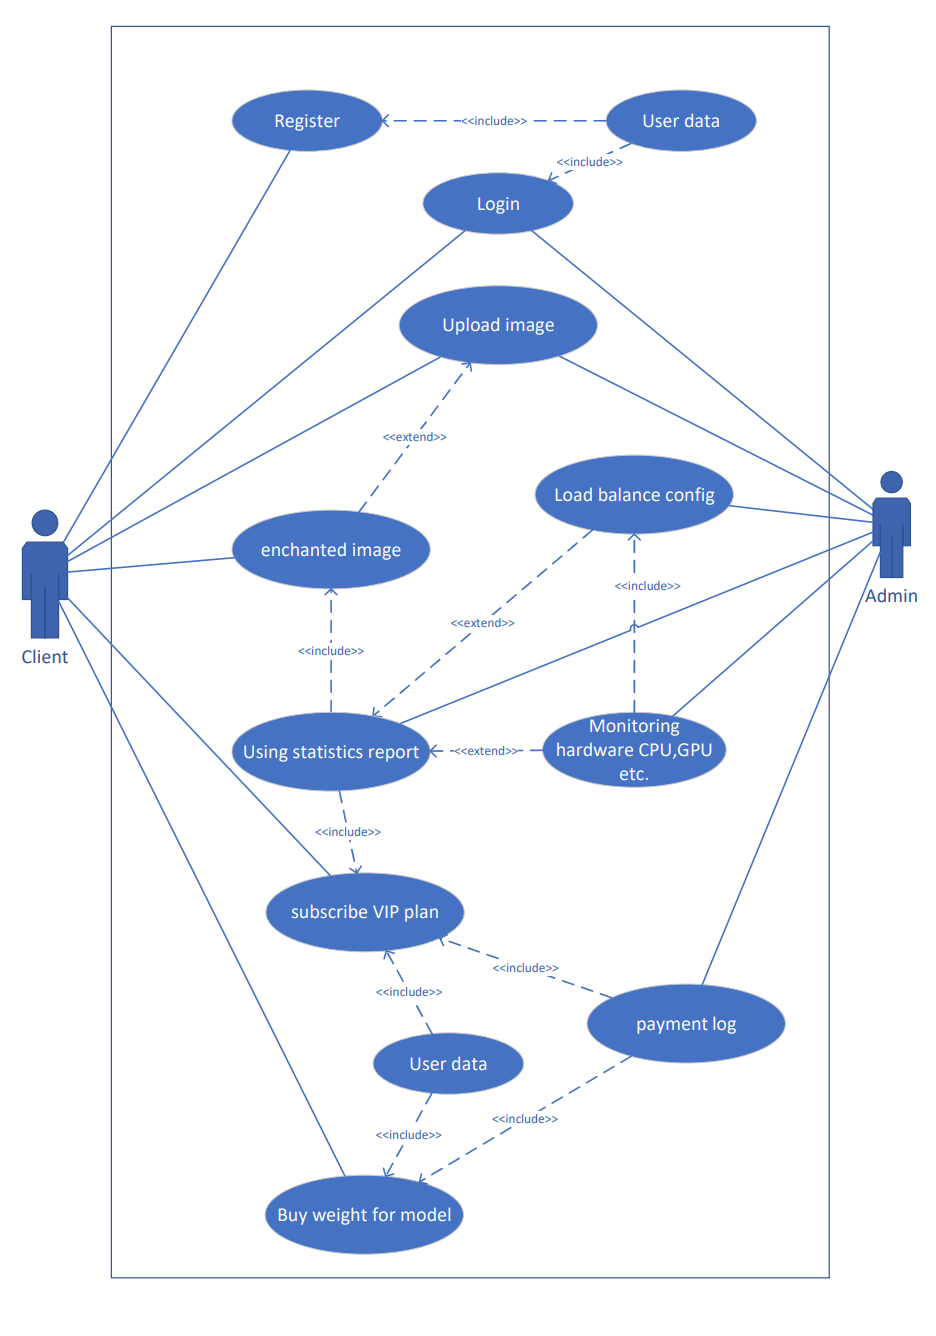 Register
<<include>>
User data
<<include>>
Login
Upload image
<<extend>>
Load balance config
enchanted image
<<include>>
Admin
<<extend>>
<<include>>
Client
Using statistics report
<<extend>>
Monitoring
hardware CPU,GPU
etc.
<<include>>
subscribe VIP plan
<<include>>
<<include>>
payment log
User data
<<include>>
<<include>>
Buy weight for model